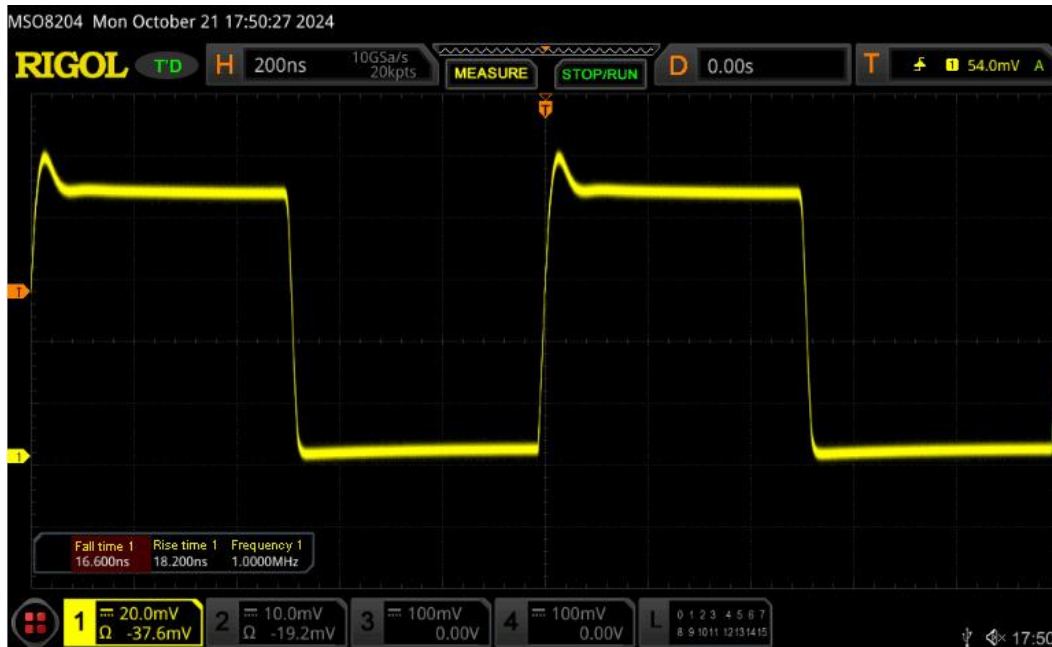 MSO8204 Mon October 21 17:50:27 2024
RIGOL T'D H 200ns 10GSa/s 20kpts MEASURE STOP/RUN D 0.00s T 1 54.0mV A
T
T
1
Fall time 1 Rise time 1 Frequency 1
16.600ns 18.200ns 1.0000MHz
1 20.0mV 2 10.0mV 3 100mV 4 100mV L 0 1 2 3 4 5 6 7
Ω -37.6mV Ω -19.2mV 0.00V 0.00V 8 9 10 11 12 13 14 15
17:50